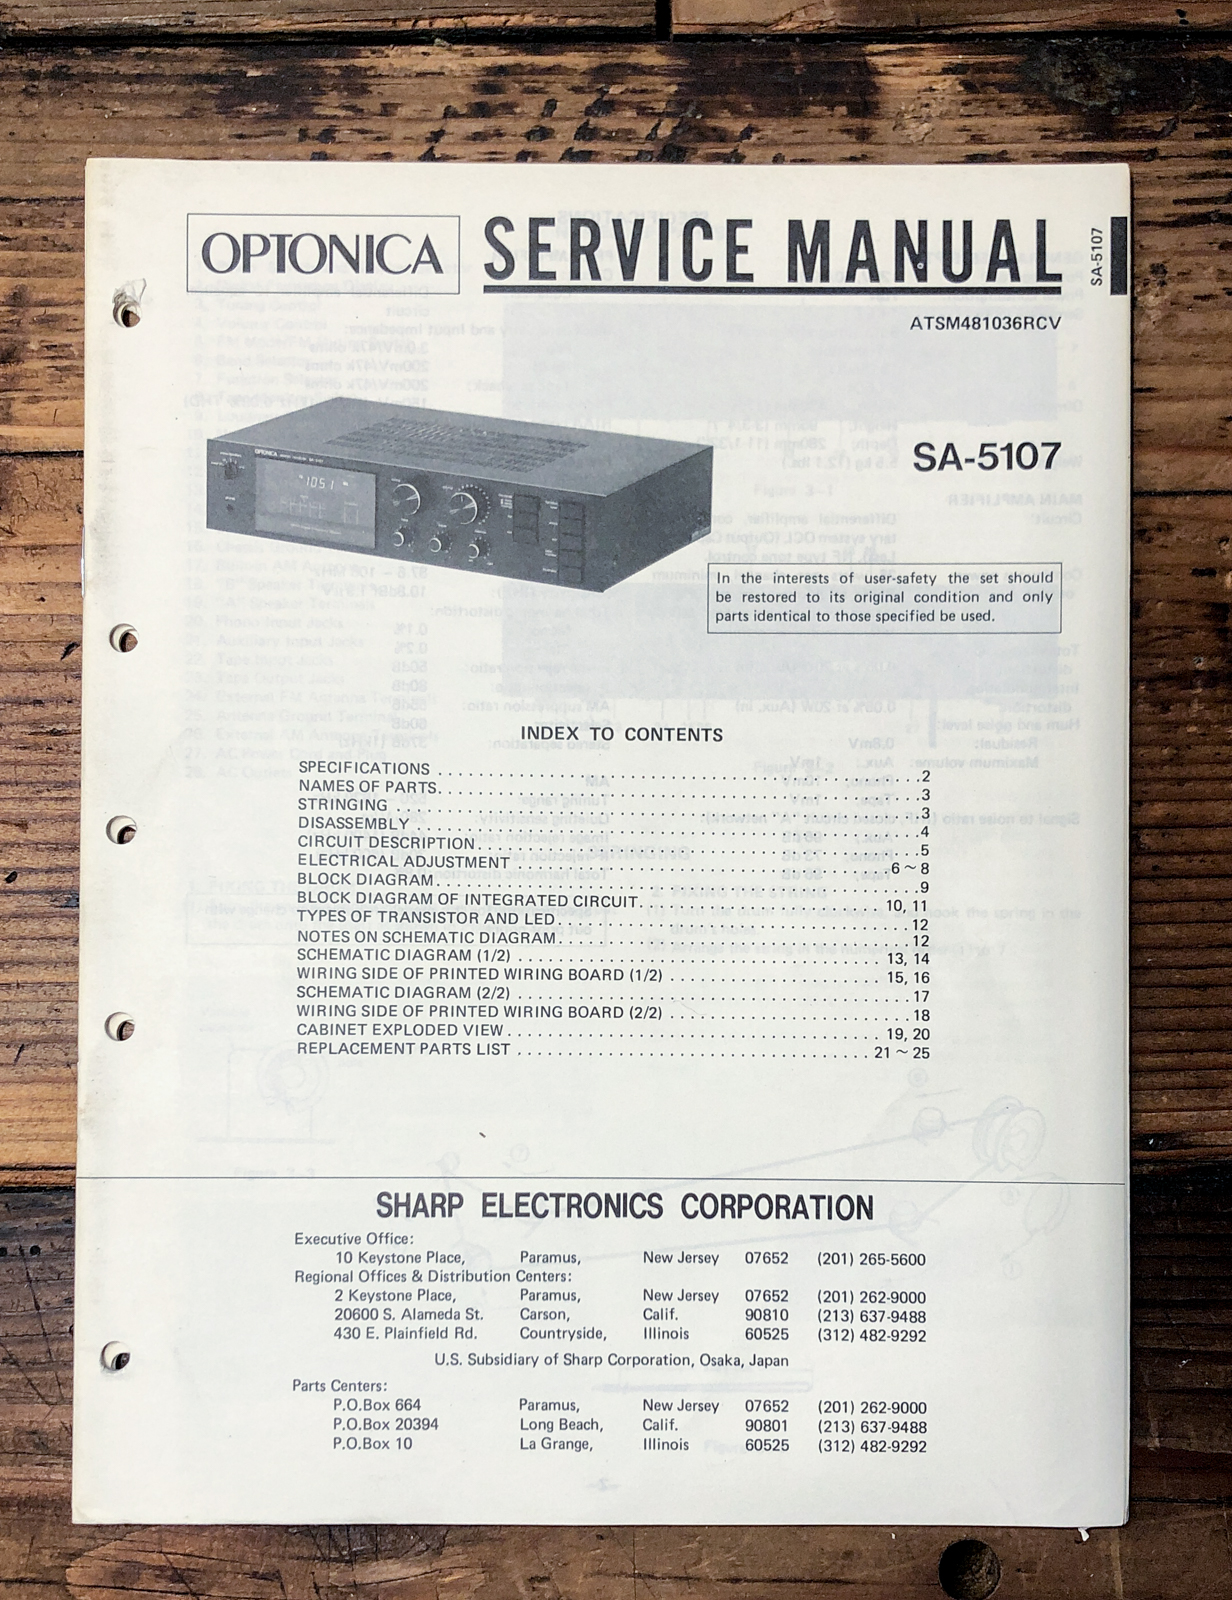 OPTONICA
SERVICE MANUAL
SA-5107
ATSM481036RCV
OPTONICA
1051
SA-5107
In the interests of user-safety the set should
be restored to its original condition and only
parts identical to those specified be used.
INDEX TO CONTENTS
SPECIFICATIONS . . . . . . . . . . 2
NAMES OF PARTS. . . . . . . . . . 3
STRINGING . . . . . . . . . . 3
DISASSEMBLY . . . . . . . . . . 4
CIRCUIT DESCRIPTION. . . . . . . . . . 5
ELECTRICAL ADJUSTMENT . . . . . . . . . . 6 ~ 8
BLOCK DIAGRAM. . . . . . . . . . 9
BLOCK DIAGRAM OF INTEGRATED CIRCUIT. . . . . . . . . . 10, 11
TYPES OF TRANSISTOR AND LED . . . . . . . . . . 12
NOTES ON SCHEMATIC DIAGRAM. . . . . . . . . . 12
SCHEMATIC DIAGRAM (1/2) . . . . . . . . . . 13, 14
WIRING SIDE OF PRINTED WIRING BOARD (1/2) . . . . . . . . . . 15, 16
SCHEMATIC DIAGRAM (2/2) . . . . . . . . . . 17
WIRING SIDE OF PRINTED WIRING BOARD (2/2) . . . . . . . . . . 18
CABINET EXPLODED VIEW . . . . . . . . . . 19, 20
REPLACEMENT PARTS LIST . . . . . . . . . . 21 ~ 25
SHARP ELECTRONICS CORPORATION
Executive Office:
10 Keystone Place, Paramus, New Jersey 07652 (201) 265-5600
Regional Offices & Distribution Centers:
2 Keystone Place, Paramus, New Jersey 07652 (201) 262-9000
20600 S. Alameda St. Carson, Calif. 90810 (213) 637-9488
430 E. Plainfield Rd. Countryside, Illinois 60525 (312) 482-9292
U.S. Subsidiary of Sharp Corporation, Osaka, Japan
Parts Centers:
P.O.Box 664 Paramus, New Jersey 07652 (201) 262-9000
P.O.Box 20394 Long Beach, Calif. 90801 (213) 637-9488
P.O.Box 10 La Grange, Illinois 60525 (312) 482-9292